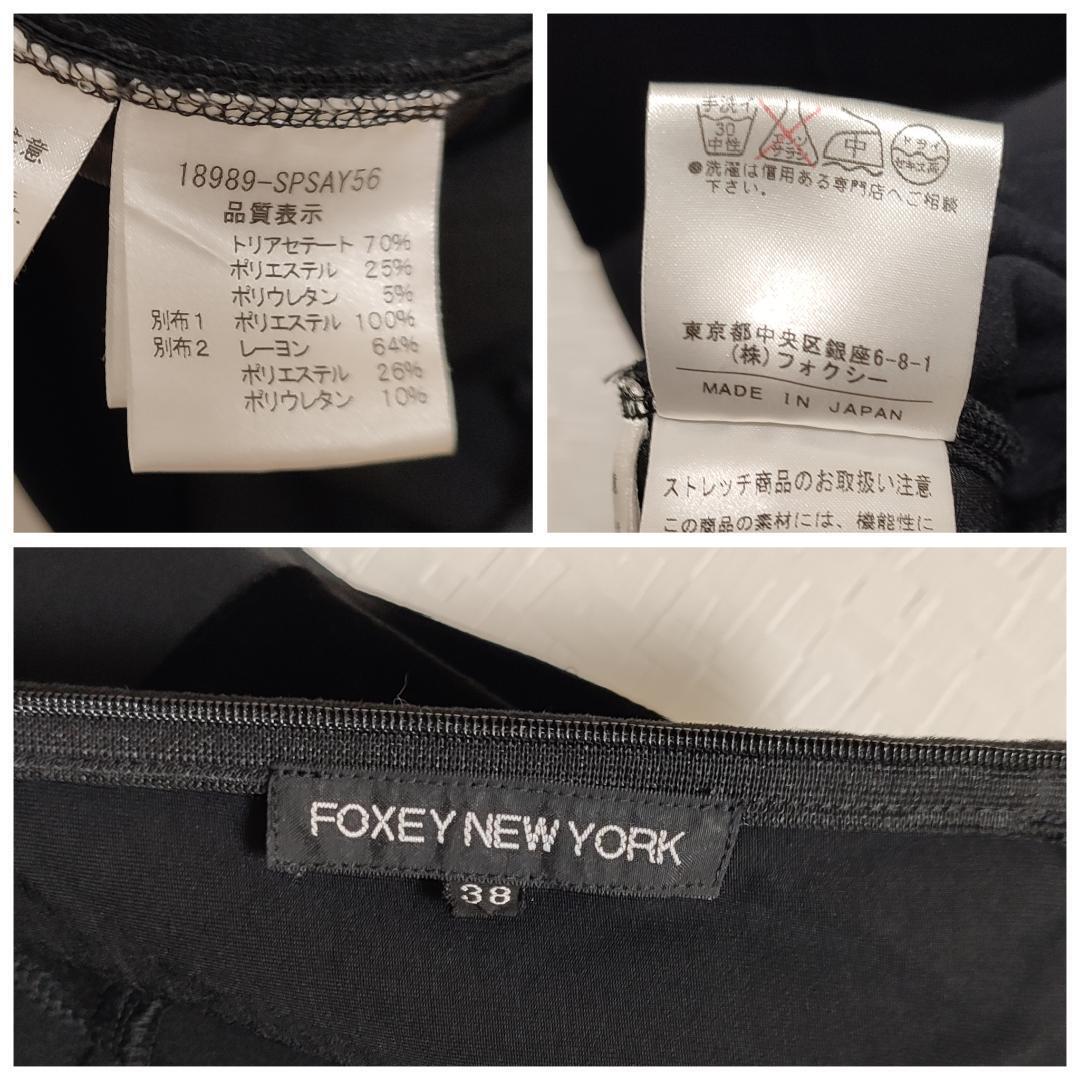 意
18989-SPSAY56
品質表示
トリアセテート 70%
ポリエステル 25%
ポリウレタン 5%
別布1 ポリエステル 100%
別布2 レーヨン 64%
ポリエステル 26%
ポリウレタン 10%
手洗イ
30
中性
エンソ
サラシ
中
ドライ
セキユ系
◎洗濯は信用ある専門店へご相談
下さい。
東京都中央区銀座6-8-1
(株)フォクシー
MADE IN JAPAN
ストレッチ商品のお取扱い注意
この商品の素材には、機能性に
FOXEY NEW YORK
38